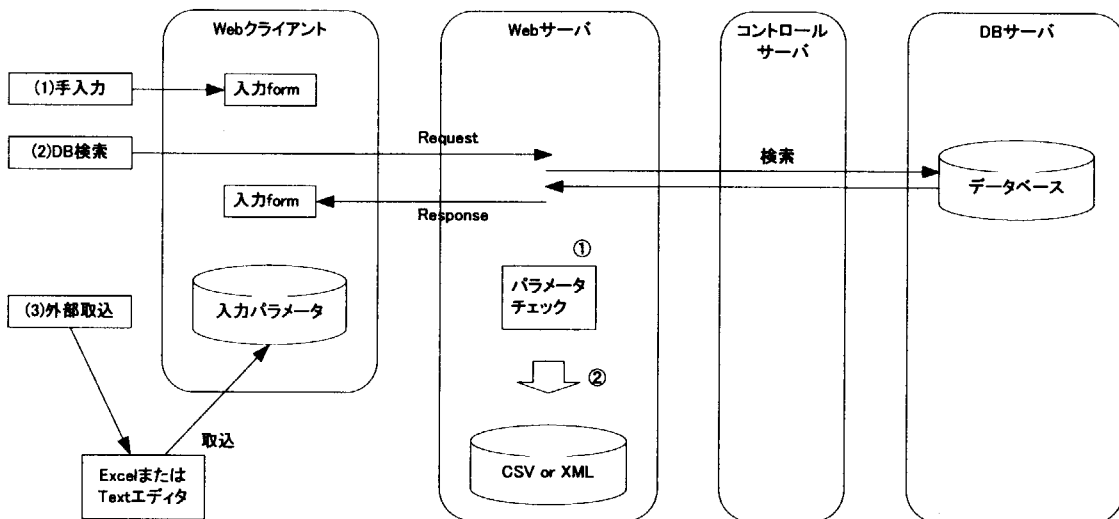 Webクライアント
Webサーバ
コントロール
サーバ
DBサーバ
(1)手入力
入力form
(2)DB検索
Request
検索
データベース
入力form
Response
①
パラメータ
チェック
(3)外部取込
入力パラメータ
②
取込
CSV or XML
Excelまたは
Textエディタ